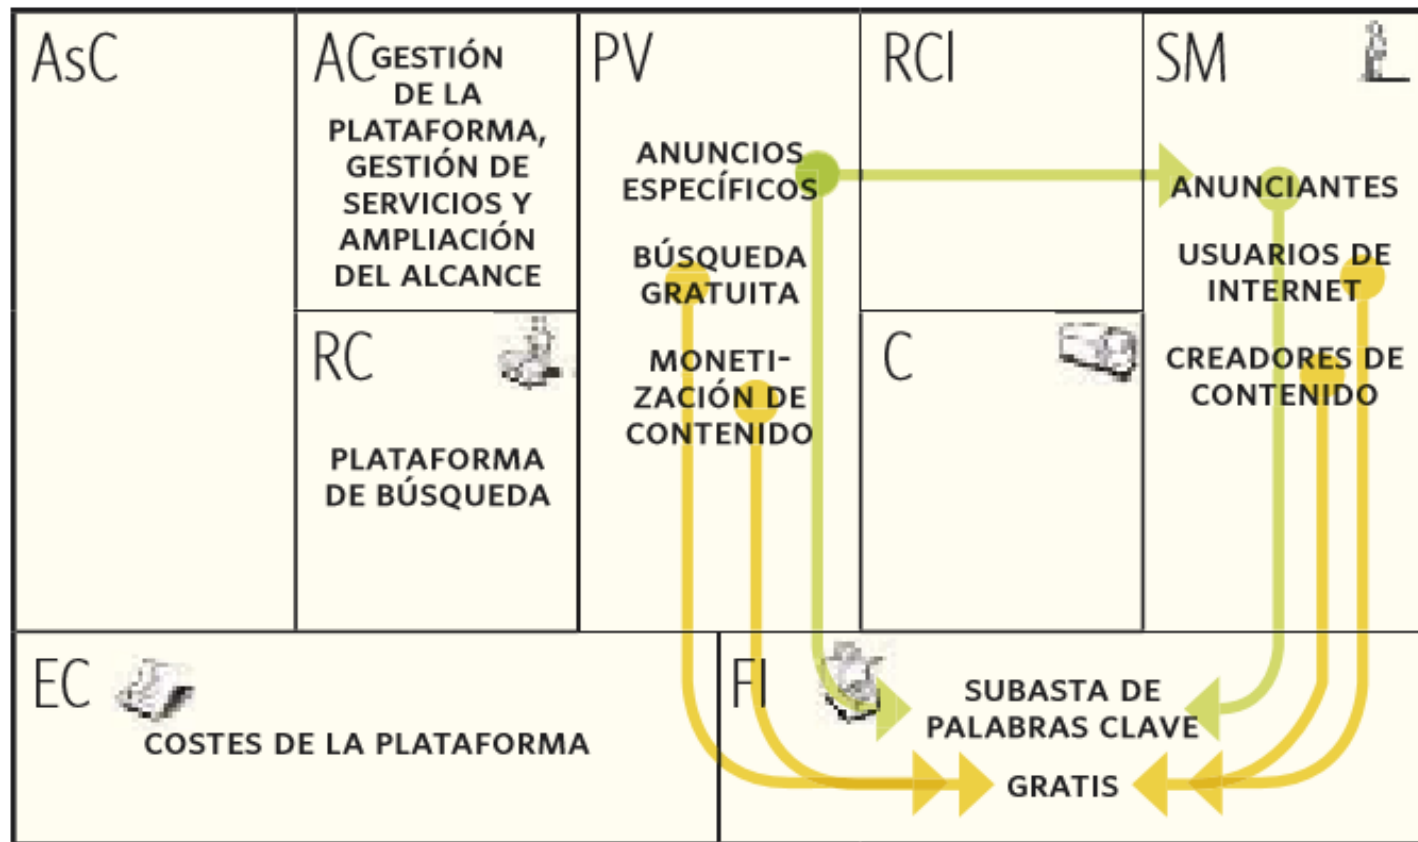 AsC
AC
GESTIÓN
DE LA
PLATAFORMA,
GESTIÓN DE
SERVICIOS Y
AMPLIACIÓN
DEL ALCANCE
RC
PLATAFORMA
DE BÚSQUEDA
PV
ANUNCIOS
ESPECÍFICOS
BÚSQUEDA
GRATUITA
MONETI-
ZACIÓN DE
CONTENIDO
RCl
C
SM
ANUNCIANTES
USUARIOS DE
INTERNET
CREADORES DE
CONTENIDO
EC
COSTES DE LA PLATAFORMA
FI
SUBASTA DE
PALABRAS CLAVE
GRATIS